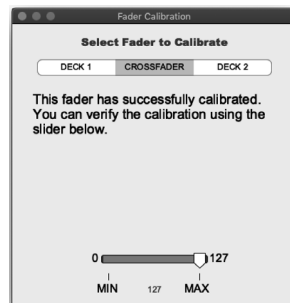 Fader Calibration
Select Fader to Calibrate
DECK 1 CROSSFADER DECK 2
This fader has successfully calibrated.
You can verify the calibration using the
slider below.
0 127
MIN 127 MAX